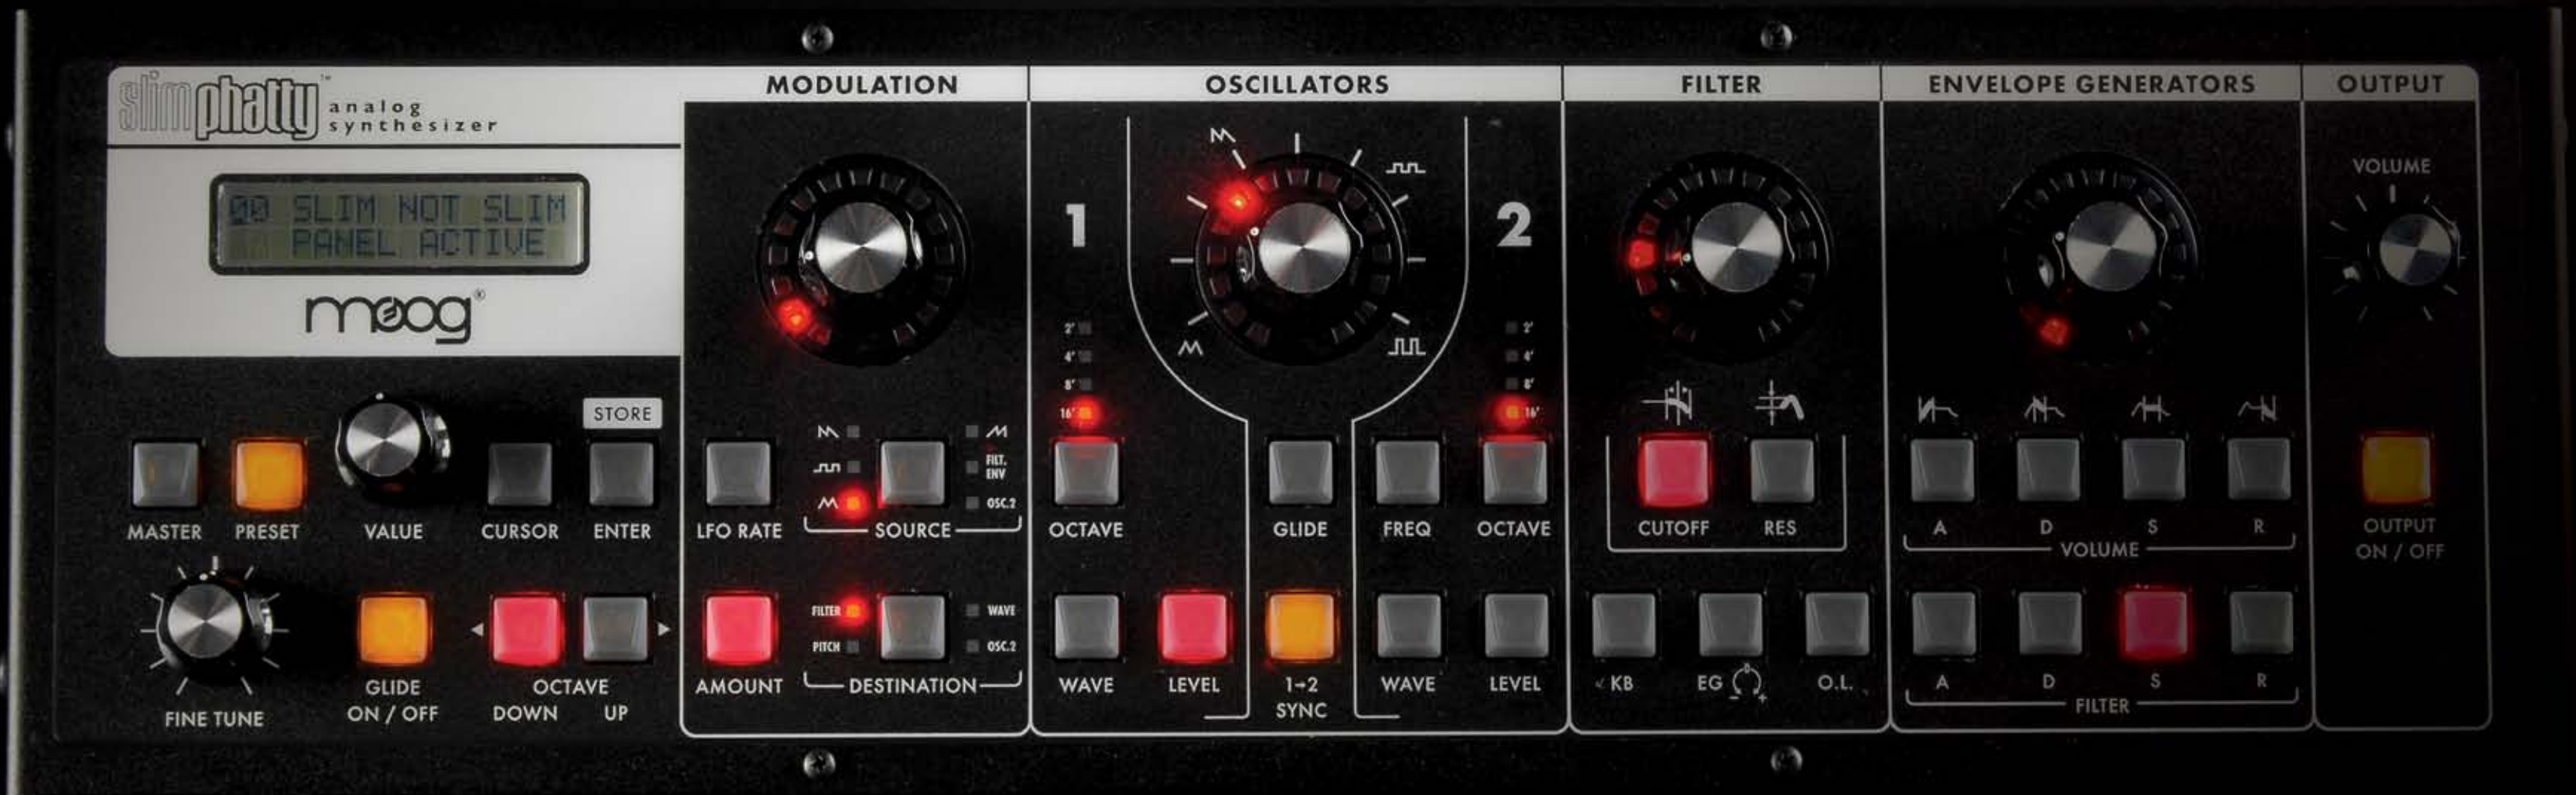 slim phatty™ analog synthesizer
00 SLIM NOT SLIM
PANEL ACTIVE
moog®
STORE
MASTER PRESET VALUE CURSOR ENTER
FINE TUNE
GLIDE ON / OFF
OCTAVE
DOWN UP
MODULATION
LFO RATE
SOURCE
FILT. ENV
OSC.2
AMOUNT
FILTER
PITCH
DESTINATION
WAVE
OSC.2
OSCILLATORS
1
2'
4'
8'
16'
OCTAVE
2
2'
4'
8'
16'
GLIDE FREQ OCTAVE
WAVE LEVEL
1→2 SYNC
WAVE LEVEL
FILTER
CUTOFF RES
KB
EG
- +
O.L.
ENVELOPE GENERATORS
A D S R
VOLUME
A D S R
FILTER
OUTPUT
VOLUME
OUTPUT
ON / OFF